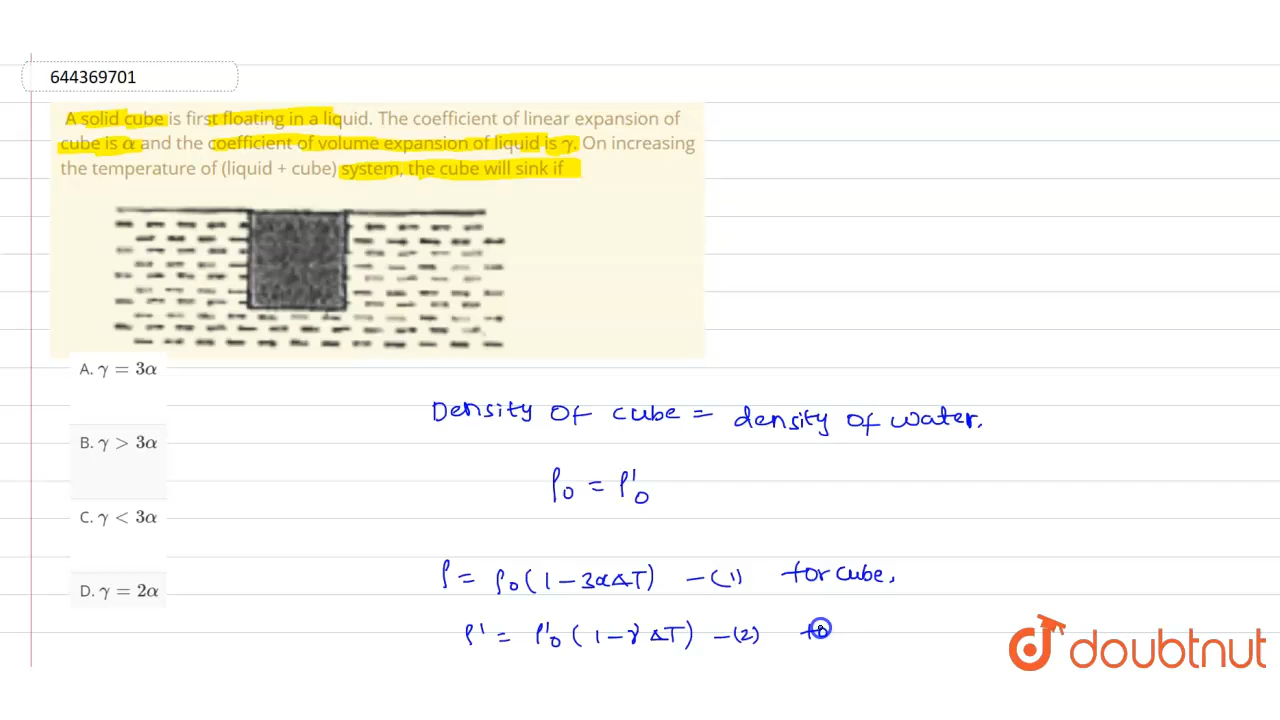 644369701
A solid cube is first floating in a liquid. The coefficient of linear expansion of
cube is α and the coefficient of volume expansion of liquid is γ. On increasing
the temperature of (liquid + cube) system, the cube will sink if
A. γ = 3α
B. γ > 3α
C. γ < 3α
D. γ = 2α
Density of cube = density of water.
ρ₀ = ρ'₀
ρ = ρ₀ (1 - 3αΔT) - (1) for cube,
ρ' = ρ'₀ (1 - γ ΔT) - (2) fo
doubtnut